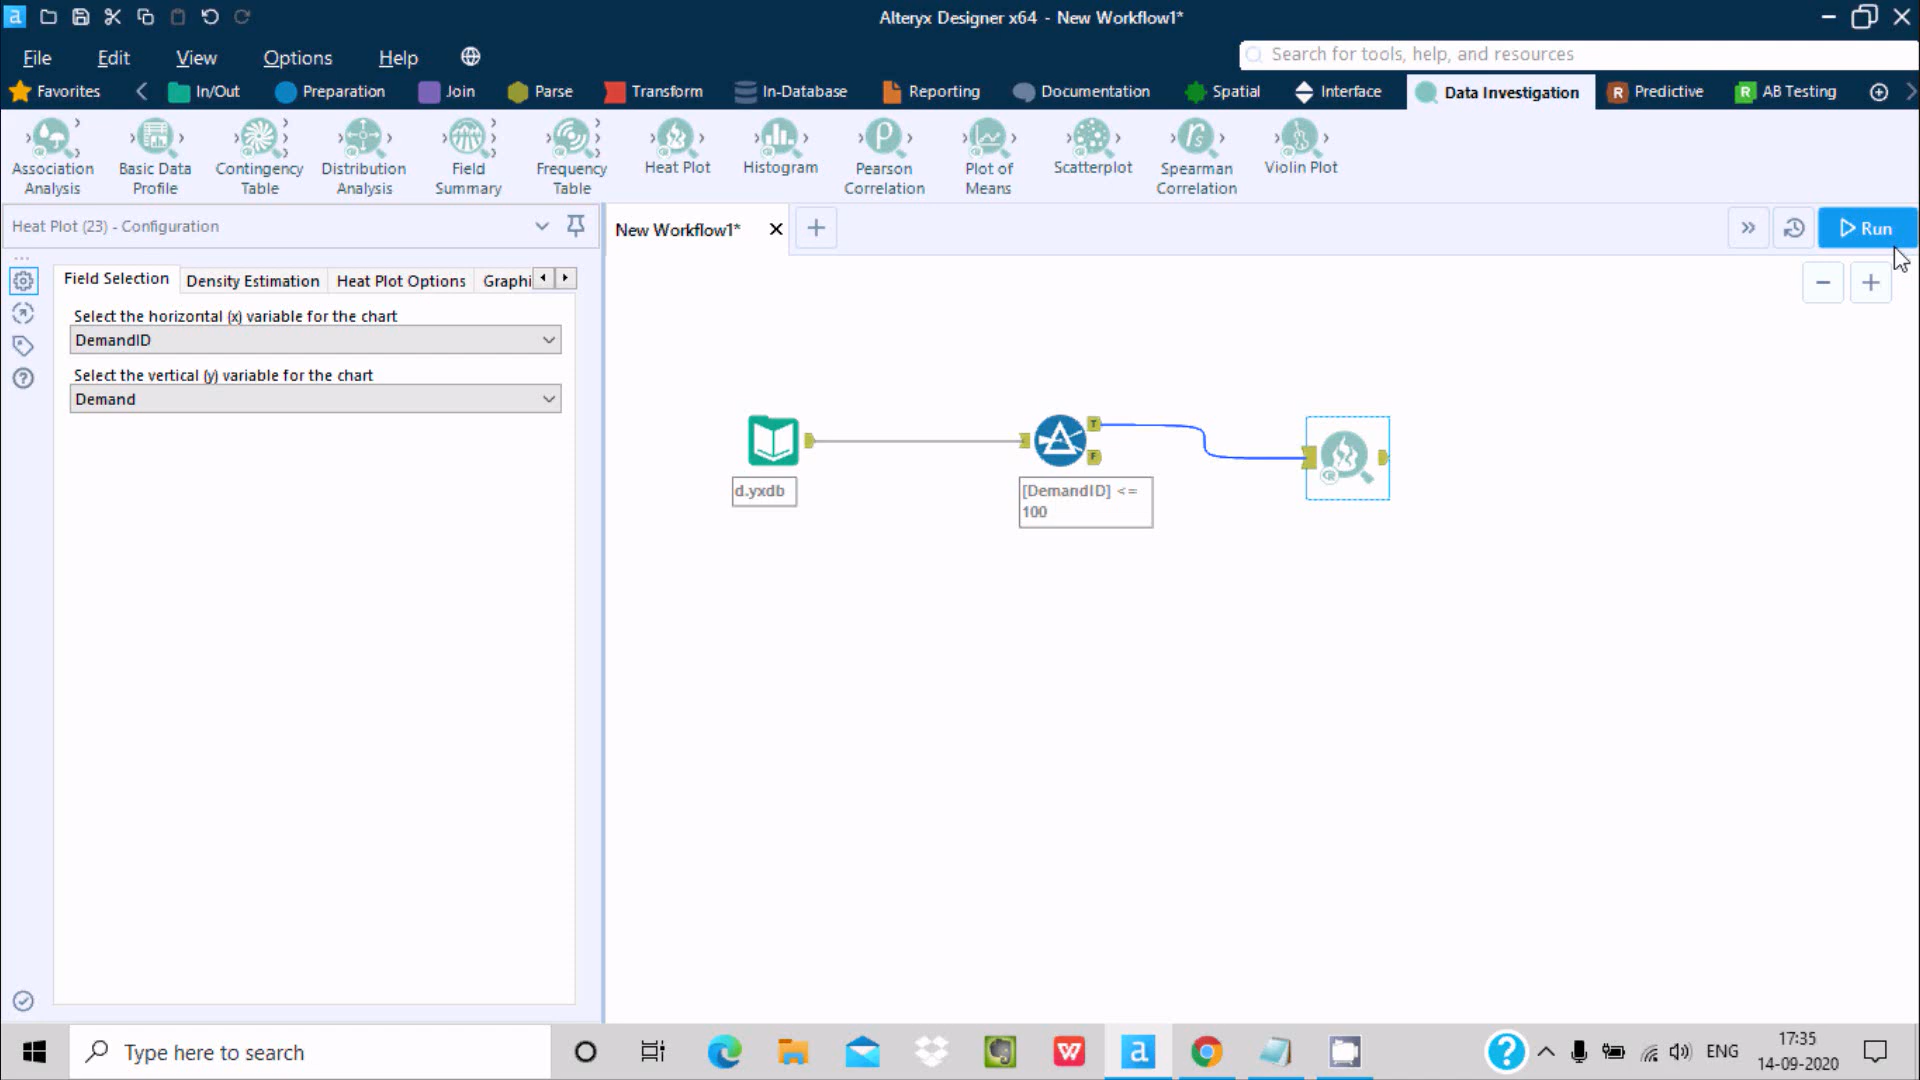 Alteryx Designer x64 - New Workflow1*
File Edit View Options Help
Search for tools, help, and resources
Favorites In/Out Preparation Join Parse Transform In-Database Reporting Documentation Spatial Interface Data Investigation Predictive AB Testing
Association Analysis
Basic Data Profile
Contingency Table
Distribution Analysis
Field Summary
Frequency Table
Heat Plot
Histogram
Pearson Correlation
Plot of Means
Scatterplot
Spearman Correlation
Violin Plot
Heat Plot (23) - Configuration
New Workflow1*
Run
Field Selection Density Estimation Heat Plot Options Graphi
Select the horizontal (x) variable for the chart
DemandID
Select the vertical (y) variable for the chart
Demand
T
F
d.yxdb
[DemandID] <=
100
Type here to search
ENG
17:35
14-09-2020